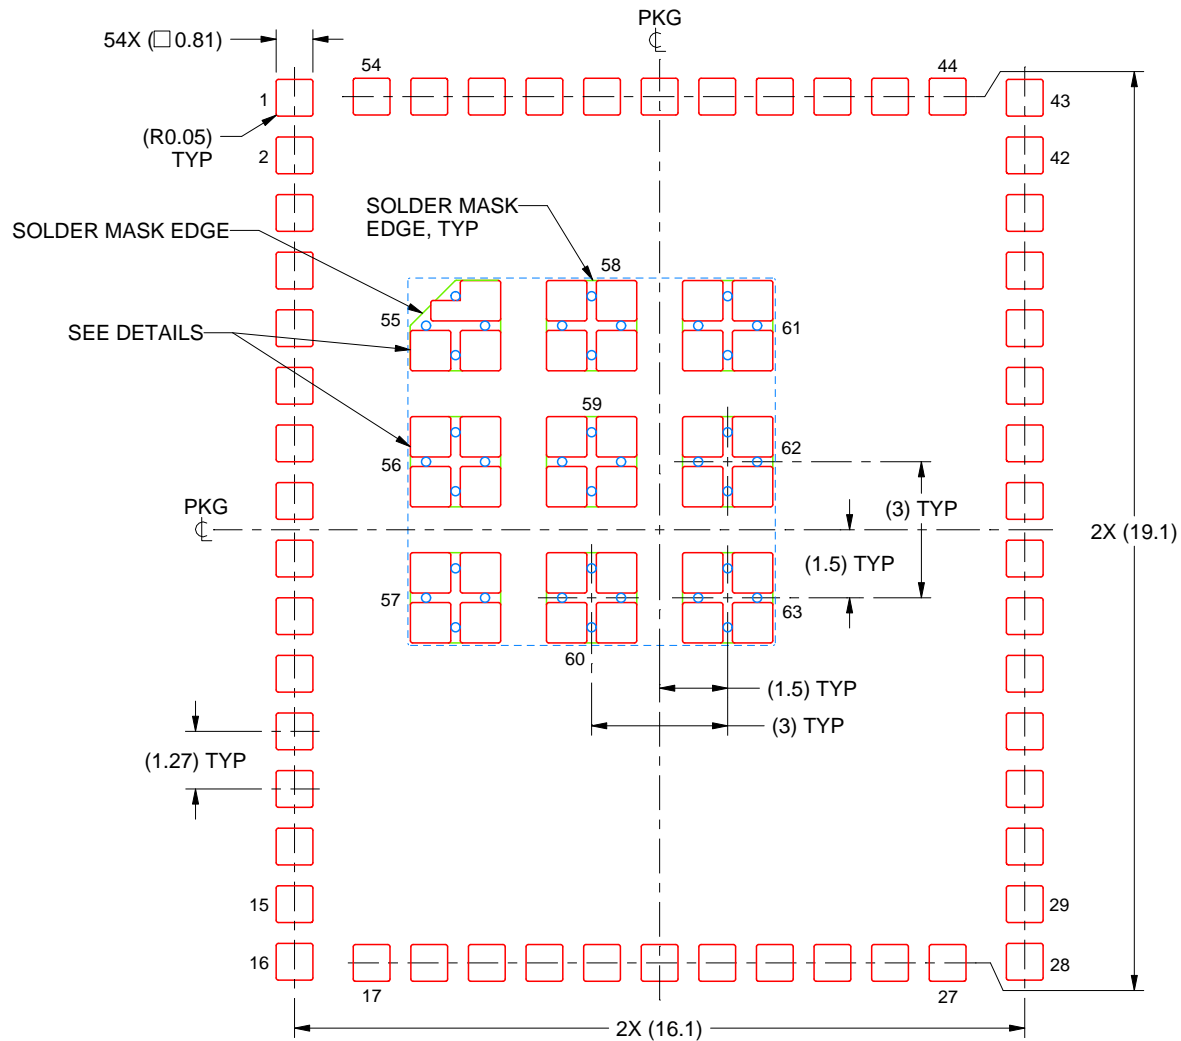 PKG
℄
54X (□ 0.81)
54
44
1
43
(R0.05)
TYP
2
42
SOLDER MASK
EDGE, TYP
SOLDER MASK EDGE
58
55
61
SEE DETAILS
59
56
62
PKG
℄
(3) TYP
2X (19.1)
(1.5) TYP
57
63
60
(1.5) TYP
(3) TYP
(1.27) TYP
15
29
16
28
17
27
2X (16.1)